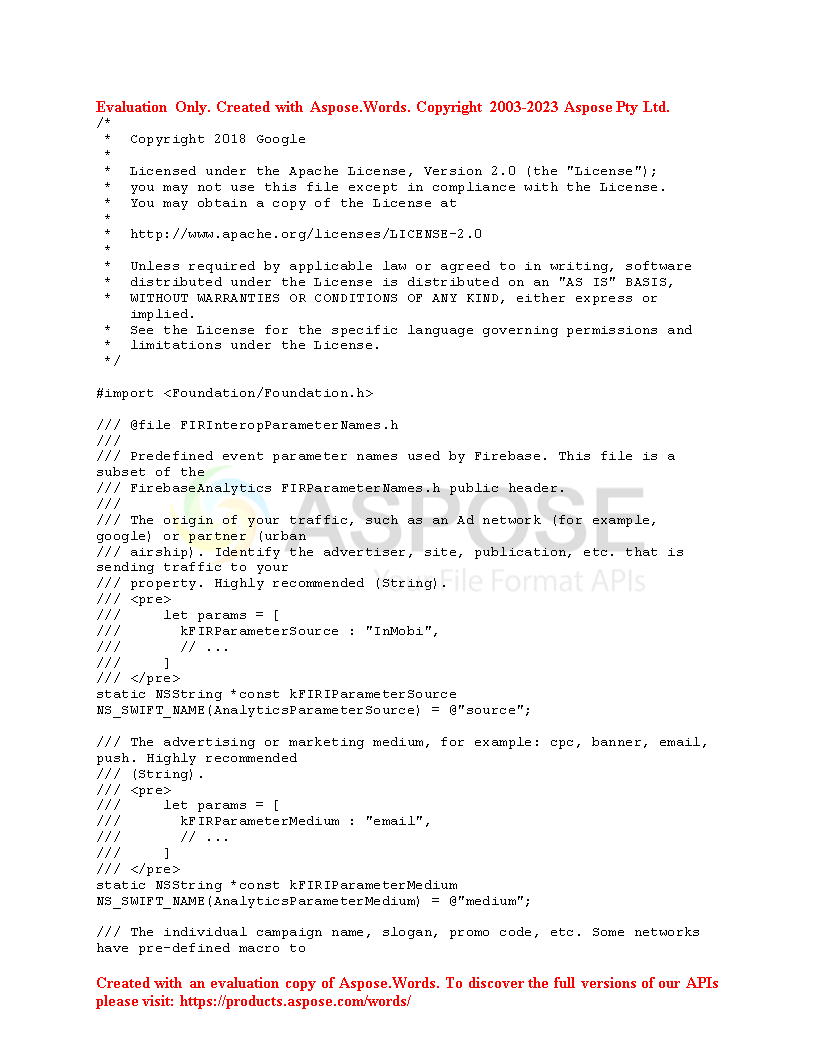 Evaluation Only. Created with Aspose.Words. Copyright 2003-2023 Aspose Pty Ltd.
/*
 *  Copyright 2018 Google
 *
 *  Licensed under the Apache License, Version 2.0 (the "License");
 *  you may not use this file except in compliance with the License.
 *  You may obtain a copy of the License at
 *
 *  http://www.apache.org/licenses/LICENSE-2.0
 *
 *  Unless required by applicable law or agreed to in writing, software
 *  distributed under the License is distributed on an "AS IS" BASIS,
 *  WITHOUT WARRANTIES OR CONDITIONS OF ANY KIND, either express or
    implied.
 *  See the License for the specific language governing permissions and
 *  limitations under the License.
 */

#import <Foundation/Foundation.h>

/// @file FIRInteropParameterNames.h
///
/// Predefined event parameter names used by Firebase. This file is a
subset of the
/// FirebaseAnalytics FIRParameterNames.h public header.
///
/// The origin of your traffic, such as an Ad network (for example,
google) or partner (urban
/// airship). Identify the advertiser, site, publication, etc. that is
sending traffic to your
/// property. Highly recommended (String).
/// <pre>
///     let params = [
///       kFIRParameterSource : "InMobi",
///       // ...
///     ]
/// </pre>
static NSString *const kFIRIParameterSource
NS_SWIFT_NAME(AnalyticsParameterSource) = @"source";

/// The advertising or marketing medium, for example: cpc, banner, email,
push. Highly recommended
/// (String).
/// <pre>
///     let params = [
///       kFIRParameterMedium : "email",
///       // ...
///     ]
/// </pre>
static NSString *const kFIRIParameterMedium
NS_SWIFT_NAME(AnalyticsParameterMedium) = @"medium";

/// The individual campaign name, slogan, promo code, etc. Some networks
have pre-defined macro to
ASPOSE
Your File Format APIs
Created with an evaluation copy of Aspose.Words. To discover the full versions of our APIs
please visit: https://products.aspose.com/words/